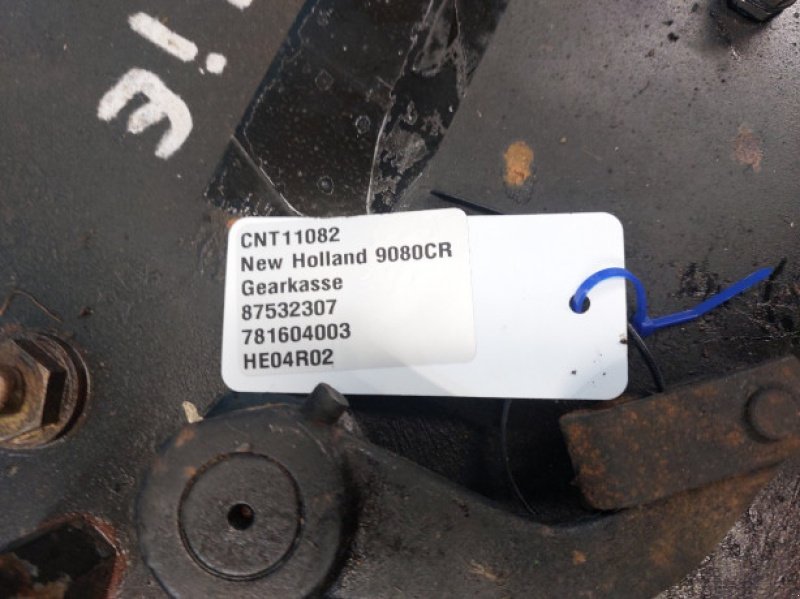 CNT11082
New Holland 9080CR
Gearkasse
87532307
781604003
HE04R02